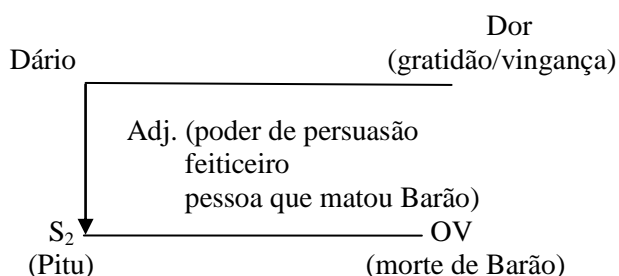 Dor
Dário (gratidão/vingança)
Adj. (poder de persuasão
feiticeiro
pessoa que matou Barão)
S₂ OV
(Pitu) (morte de Barão)